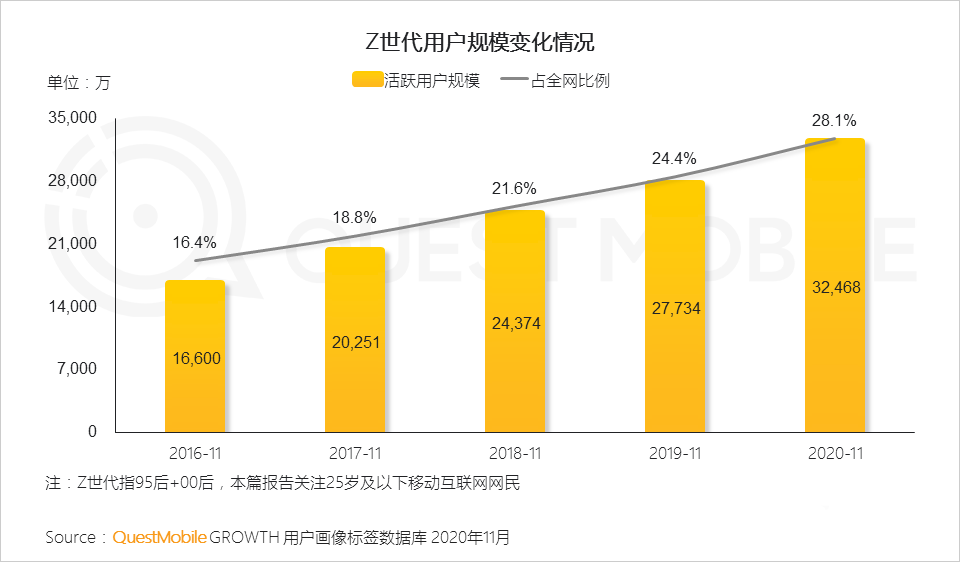 Z世代用户规模变化情况
单位：万
活跃用户规模 占全网比例
35,000
28,000
21,000
14,000
7,000
0
16.4%
18.8%
21.6%
24.4%
28.1%
16,600
20,251
24,374
27,734
32,468
2016-11 2017-11 2018-11 2019-11 2020-11
QUEST MOBILE
注：Z世代指95后+00后，本篇报告关注25岁及以下移动互联网网民
Source：QuestMobile GROWTH 用户画像标签数据库 2020年11月